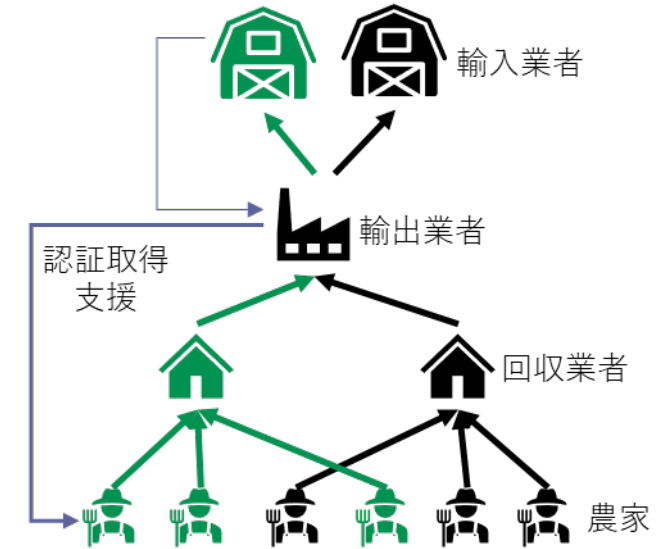 輸入業者
輸出業者
認証取得
支援
回収業者
農家